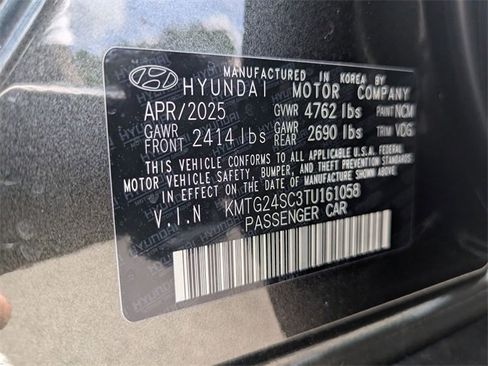 MANUFACTURED IN KOREA BY
HYUNDAI MOTOR COMPANY
APR/2025 GVWR 4762 lbs PAINT NCM
GAWR FRONT 2414 lbs GAWR REAR 2690 lbs TRIM VDG
THIS VEHICLE CONFORMS TO ALL APPLICABLE U.S.A. FEDERAL
MOTOR VEHICLE SAFETY, BUMPER, AND THEFT PREVENTION STANDARDS
IN EFFECT ON THE DATE OF MANUFACTURE SHOWN ABOVE.
V.I.N KMTG24SC3TU161058
PASSENGER CAR